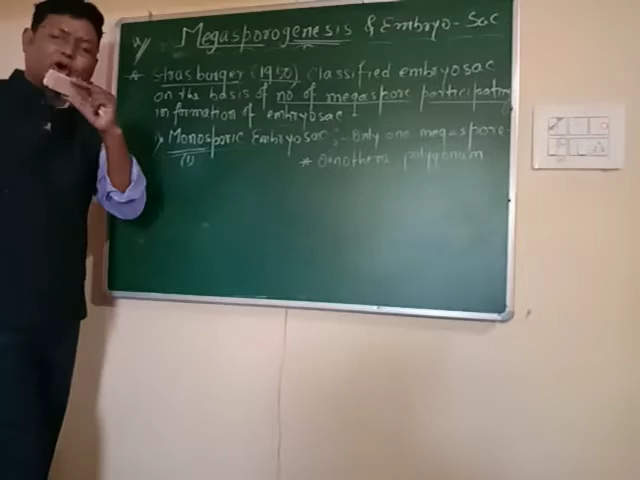 Megasporogenesis & Embryo-Sac
* Strasburger (1950) Classified embryosac
on the basis of no of megaspore participating
in formation of embryosac
Monosporic Embryosac :- Only one megaspore
(1) * Oenothera polygonum